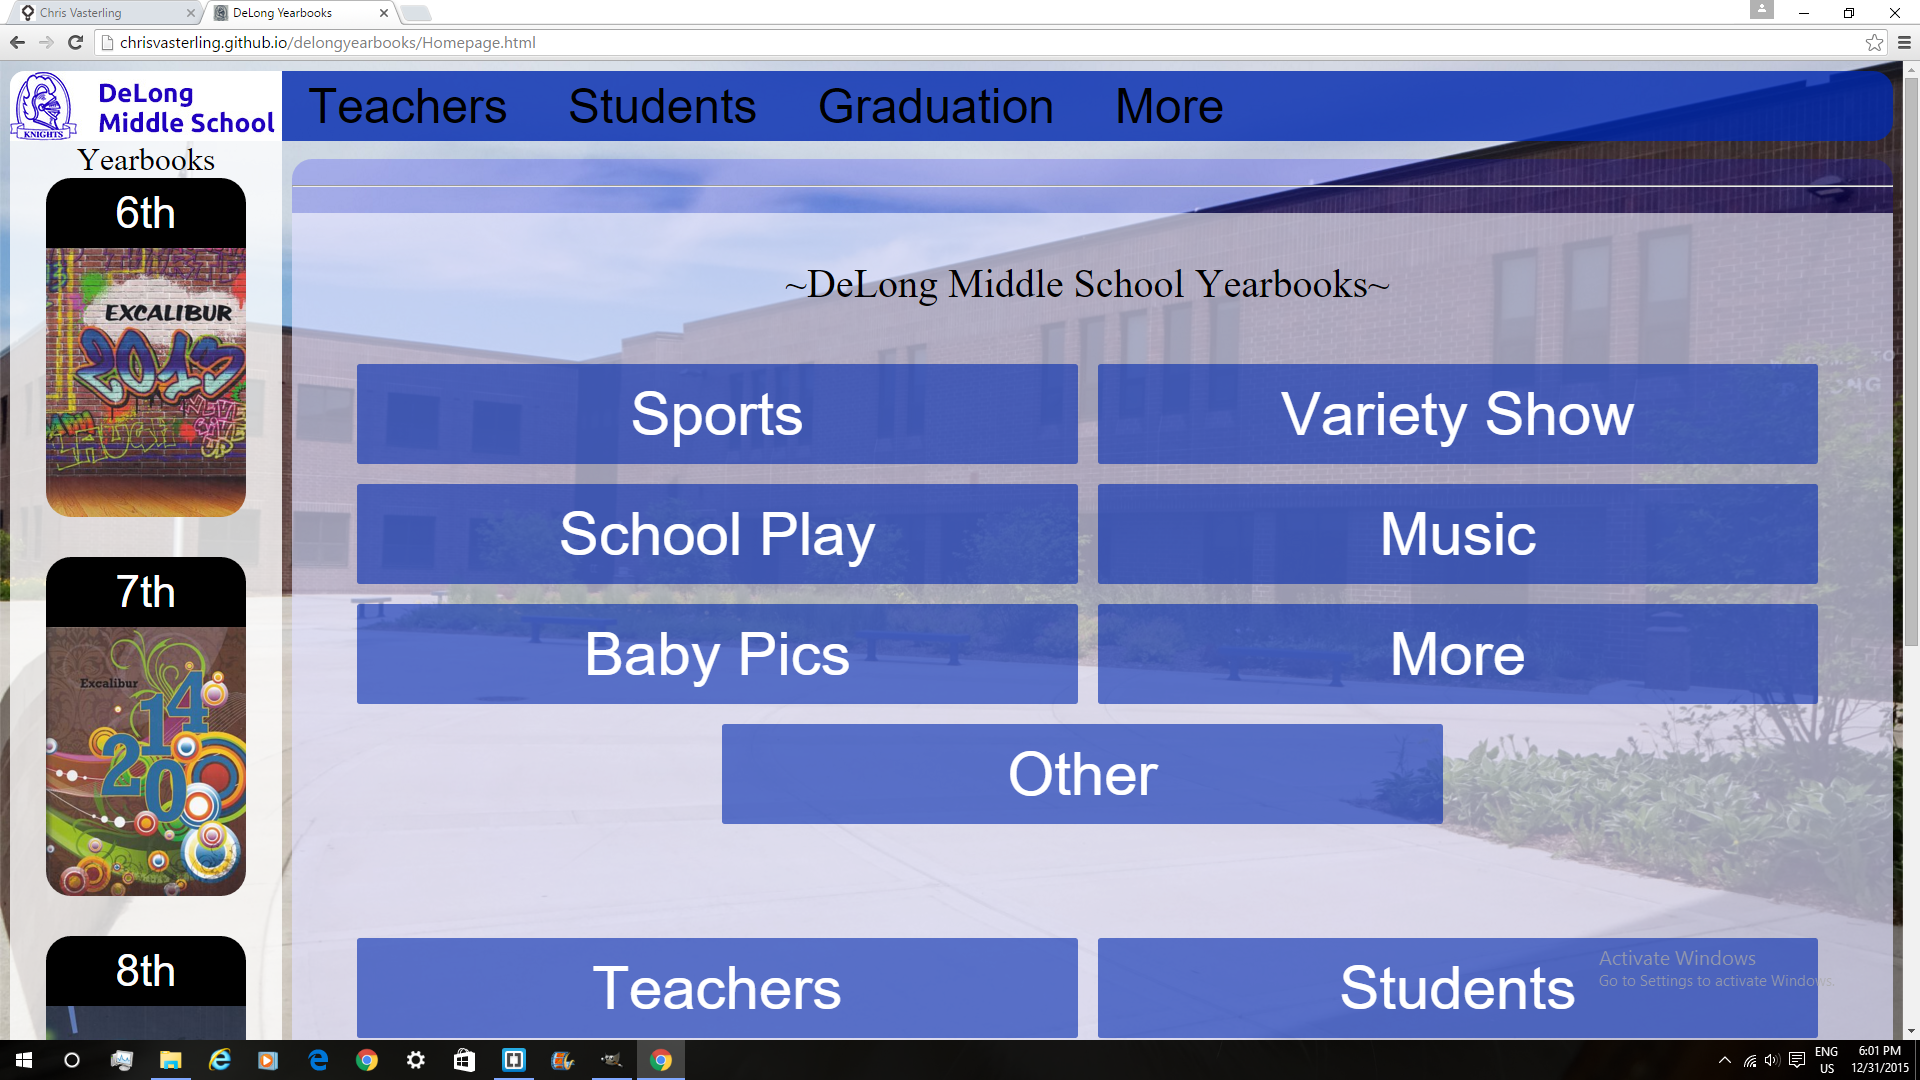 Chris Vasterling
DeLong Yearbooks
chrisvasterling.github.io/delongyearbooks/Homepage.html
KNIGHTS
DeLong
Middle School
Teachers Students Graduation More
Yearbooks
6th
EXCALIBUR
2013
7th
Excalibur
2014
8th
~DeLong Middle School Yearbooks~
Sports
Variety Show
School Play
Music
Baby Pics
More
Other
Teachers
Students
Activate Windows
Go to Settings to activate Windows.
ENG
US
6:01 PM
12/31/2015